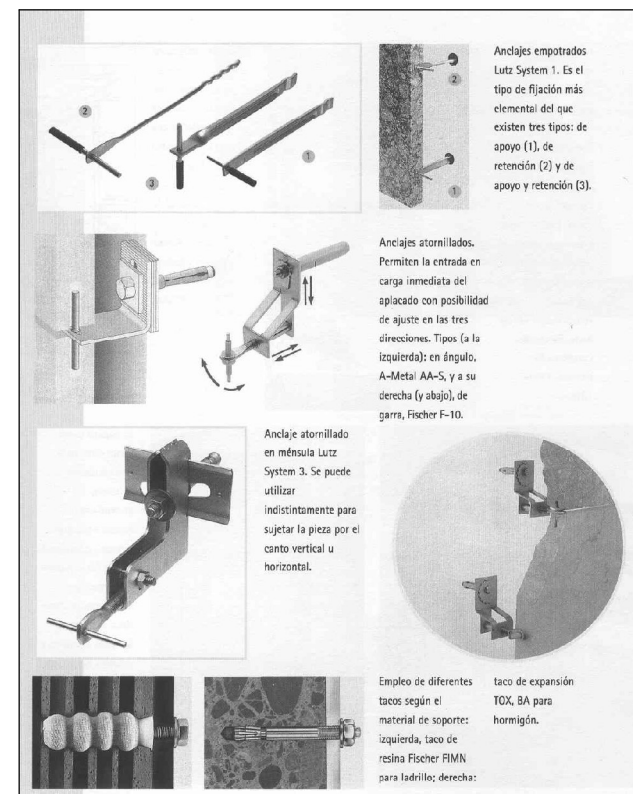 2
3
1
2
1
Anclajes empotrados
Lutz System 1. Es el
tipo de fijación más
elemental del que
existen tres tipos: de
apoyo (1), de
retención (2) y de
apoyo y retención (3).
Anclajes atornillados.
Permiten la entrada en
carga inmediata del
aplacado con posibilidad
de ajuste en las tres
direcciones. Tipos (a la
izquierda): en ángulo,
A-Metal AA-S, y a su
derecha (y abajo), de
garra, Fischer F-10.
Anclaje atornillado
en ménsula Lutz
System 3. Se puede
utilizar
indistintamente para
sujetar la pieza por el
canto vertical u
horizontal.
Empleo de diferentes
tacos según el
material de soporte:
izquierda, taco de
resina Fischer FIMN
para ladrillo; derecha:
taco de expansión
TOX, BA para
hormigón.